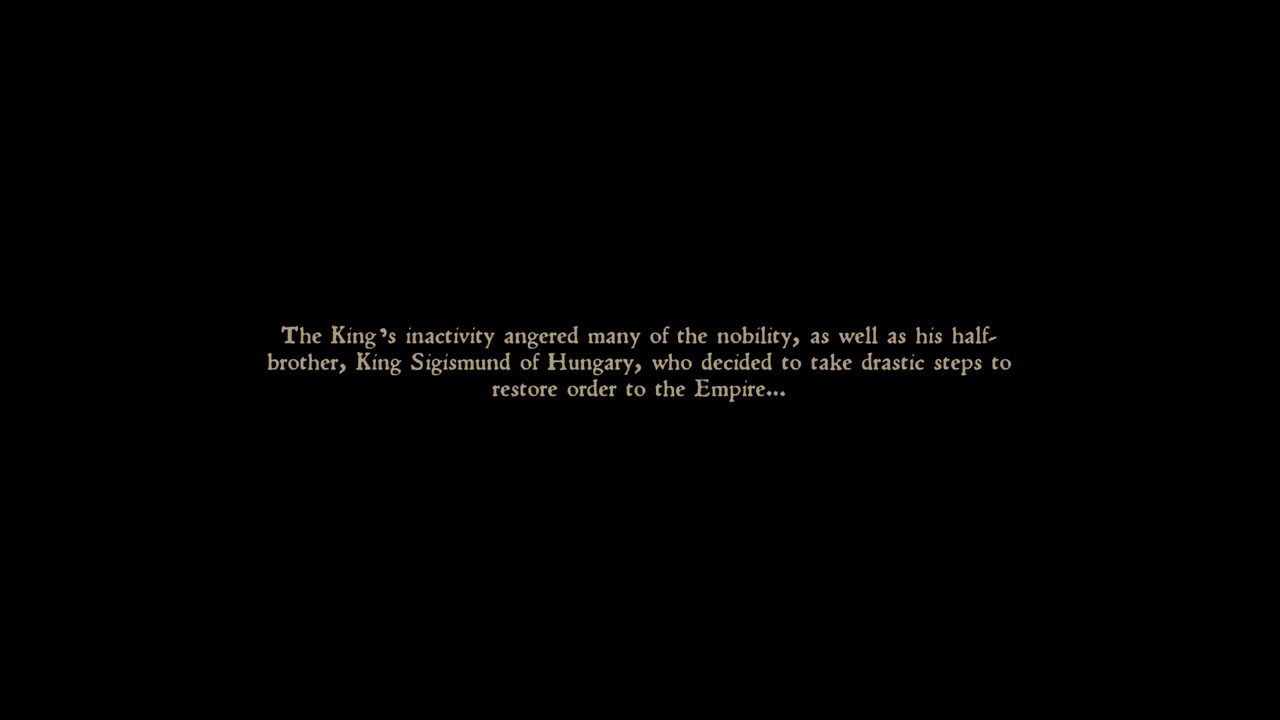 The King's inactivity angered many of the nobility, as well as his half-
brother, King Sigismund of Hungary, who decided to take drastic steps to
restore order to the Empire...